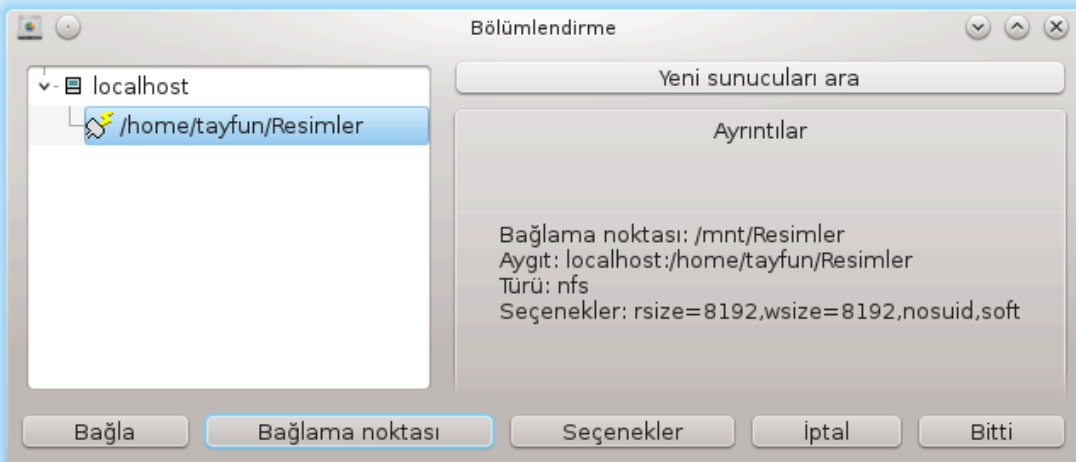 Bölümlendirme
localhost
/home/tayfun/Resimler
Yeni sunucuları ara
Ayrıntılar
Bağlama noktası: /mnt/Resimler
Aygıt: localhost:/home/tayfun/Resimler
Türü: nfs
Seçenekler: rsize=8192,wsize=8192,nosuid,soft
Bağla
Bağlama noktası
Seçenekler
İptal
Bitti